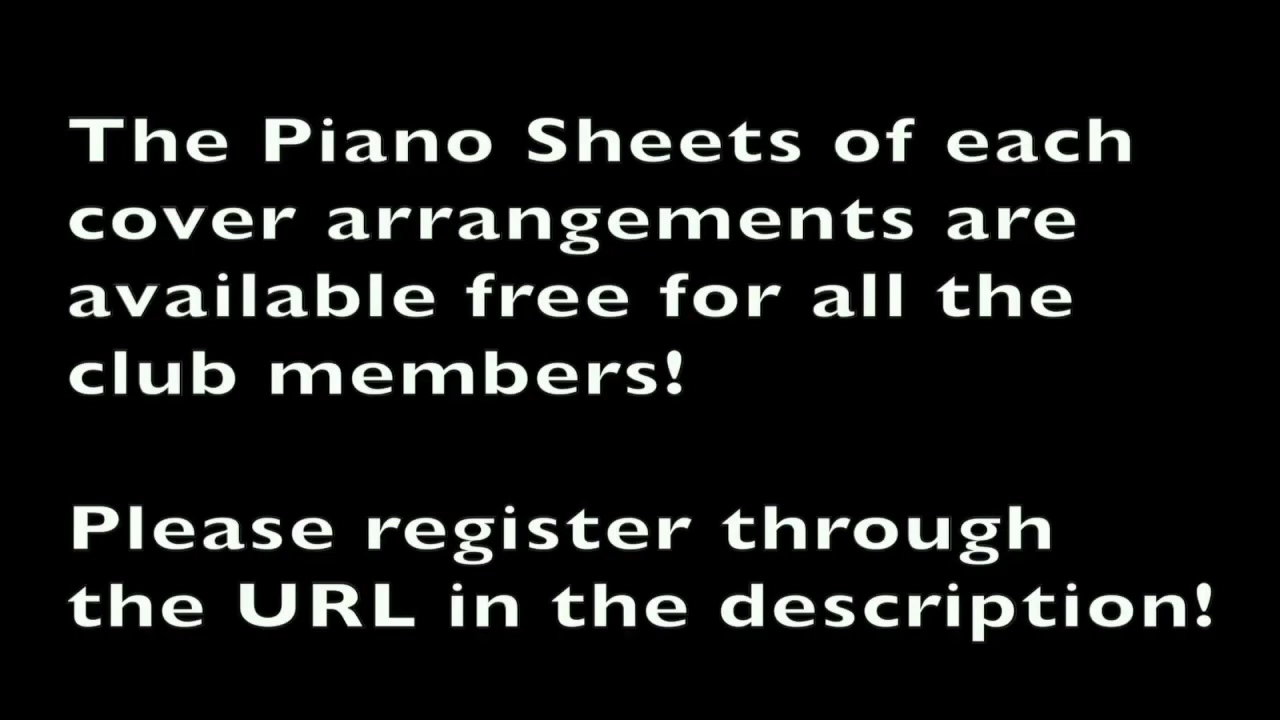 The Piano Sheets of each
cover arrangements are
available free for all the
club members!
Please register through
the URL in the description!